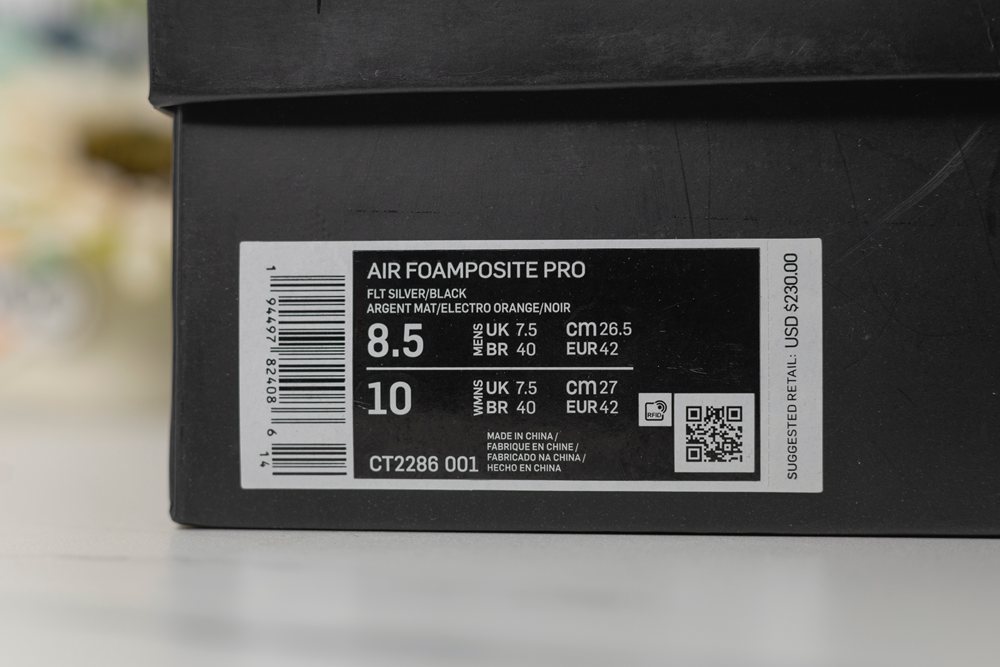 AIR FOAMPOSITE PRO
FLT SILVER/BLACK
ARGENT MAT/ELECTRO ORANGE/NOIR
8.5 MENS UK 7.5 cm 26.5
BR 40 EUR 42
10 WMNS UK 7.5 cm 27
BR 40 EUR 42
RFID
MADE IN CHINA /
FABRIQUE EN CHINE /
FABRICADO NA CHINA /
HECHO EN CHINA
CT2286 001
1 94497 82408 6 14
SUGGESTED RETAIL: USD $230.00